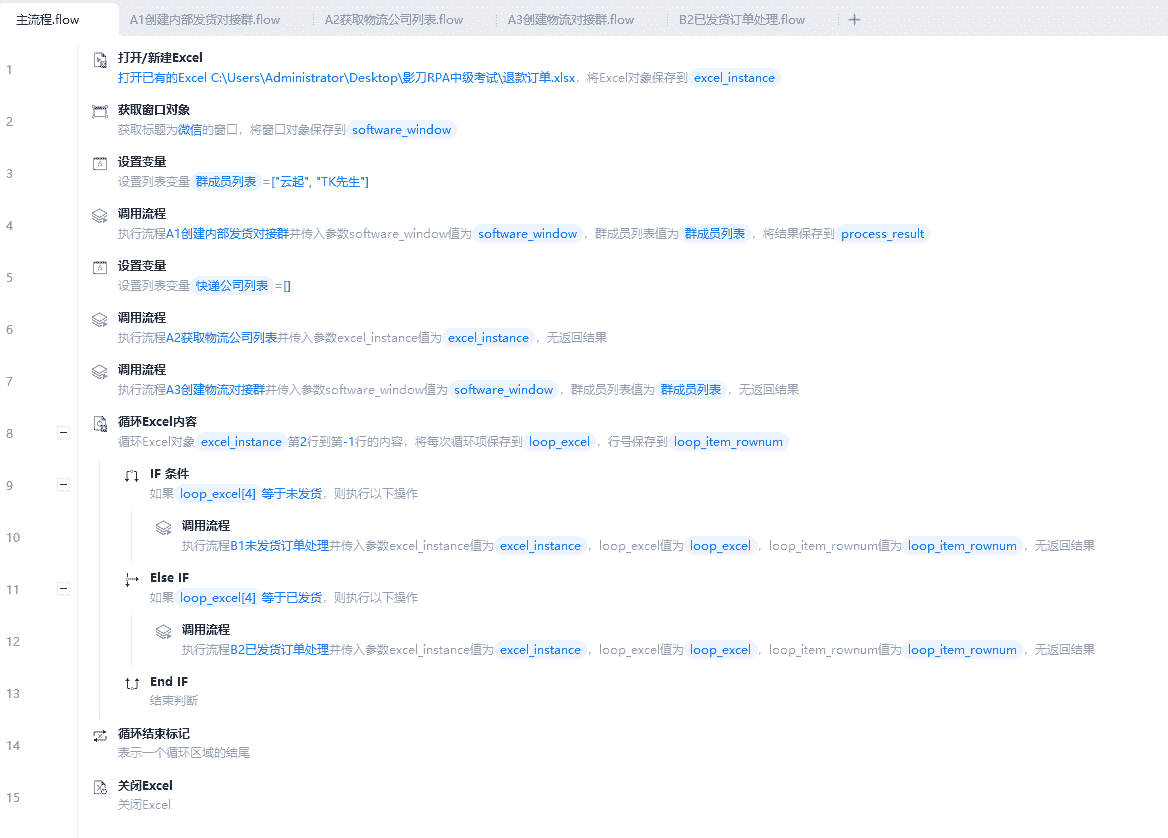 主流程.flow
A1创建内部发货对接群.flow
A2获取物流公司列表.flow
A3创建物流对接群.flow
B2已发货订单处理.flow
1
打开/新建Excel
打开已有的Excel C:\Users\Administrator\Desktop\影刀RPA中级考试\退款订单.xlsx，将Excel对象保存到 excel_instance
2
获取窗口对象
获取标题为微信的窗口，将窗口对象保存到 software_window
3
设置变量
设置列表变量 群成员列表 =["云起", "TK先生"]
4
调用流程
执行流程A1创建内部发货对接群并传入参数software_window值为 software_window ，群成员列表值为 群成员列表 ，将结果保存到 process_result
5
设置变量
设置列表变量 快递公司列表 =[]
6
调用流程
执行流程A2获取物流公司列表并传入参数excel_instance值为 excel_instance ，无返回结果
7
调用流程
执行流程A3创建物流对接群并传入参数software_window值为 software_window ，群成员列表值为 群成员列表 ，无返回结果
8
循环Excel内容
循环Excel对象 excel_instance 第2行到第-1行的内容，将每次循环项保存到 loop_excel ，行号保存到 loop_item_rownum
9
IF 条件
如果 loop_excel[4] 等于未发货，则执行以下操作
10
调用流程
执行流程B1未发货订单处理并传入参数excel_instance值为 excel_instance ，loop_excel值为 loop_excel ，loop_item_rownum值为 loop_item_rownum ，无返回结果
11
Else IF
如果 loop_excel[4] 等于已发货，则执行以下操作
12
调用流程
执行流程B2已发货订单处理并传入参数excel_instance值为 excel_instance ，loop_excel值为 loop_excel ，loop_item_rownum值为 loop_item_rownum ，无返回结果
13
End IF
结束判断
14
循环结束标记
表示一个循环区域的结尾
15
关闭Excel
关闭Excel